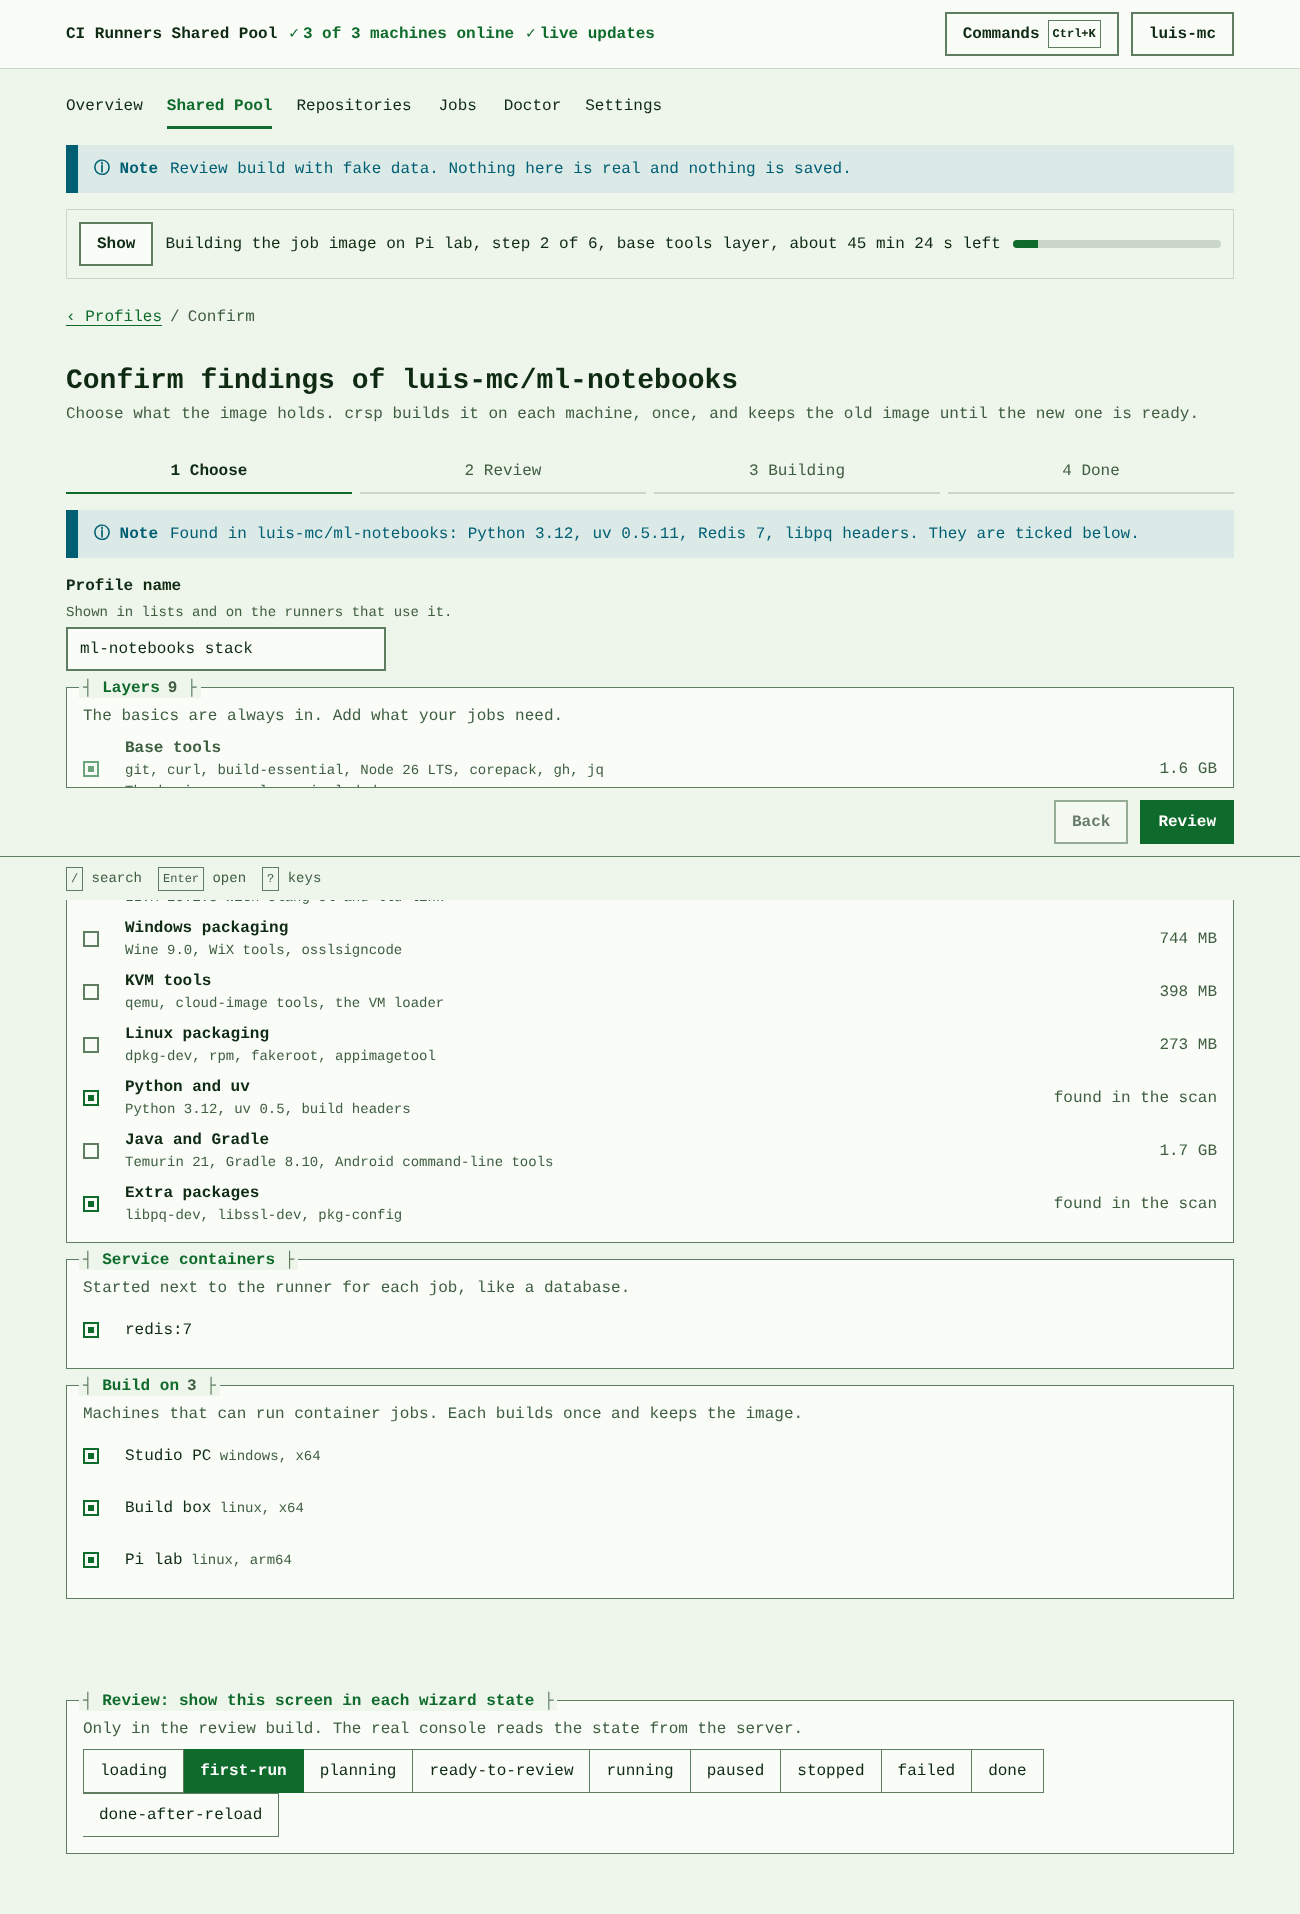 CI Runners Shared Pool ✓ 3 of 3 machines online ✓ live updates
Commands Ctrl+K
luis-mc
Overview Shared Pool Repositories Jobs Doctor Settings
ⓘ Note Review build with fake data. Nothing here is real and nothing is saved.
Show Building the job image on Pi lab, step 2 of 6, base tools layer, about 45 min 24 s left
‹ Profiles / Confirm
Confirm findings of luis-mc/ml-notebooks
Choose what the image holds. crsp builds it on each machine, once, and keeps the old image until the new one is ready.
1 Choose 2 Review 3 Building 4 Done
ⓘ Note Found in luis-mc/ml-notebooks: Python 3.12, uv 0.5.11, Redis 7, libpq headers. They are ticked below.
Profile name
Shown in lists and on the runners that use it.
ml-notebooks stack
Layers 9
The basics are always in. Add what your jobs need.
Base tools
git, curl, build-essential, Node 26 LTS, corepack, gh, jq 1.6 GB
Back Review
/ search Enter open ? keys
Windows packaging
Wine 9.0, WiX tools, osslsigncode 744 MB
KVM tools
qemu, cloud-image tools, the VM loader 398 MB
Linux packaging
dpkg-dev, rpm, fakeroot, appimagetool 273 MB
Python and uv
Python 3.12, uv 0.5, build headers found in the scan
Java and Gradle
Temurin 21, Gradle 8.10, Android command-line tools 1.7 GB
Extra packages
libpq-dev, libssl-dev, pkg-config found in the scan
Service containers
Started next to the runner for each job, like a database.
redis:7
Build on 3
Machines that can run container jobs. Each builds once and keeps the image.
Studio PC windows, x64
Build box linux, x64
Pi lab linux, arm64
Review: show this screen in each wizard state
Only in the review build. The real console reads the state from the server.
loading first-run planning ready-to-review running paused stopped failed done
done-after-reload